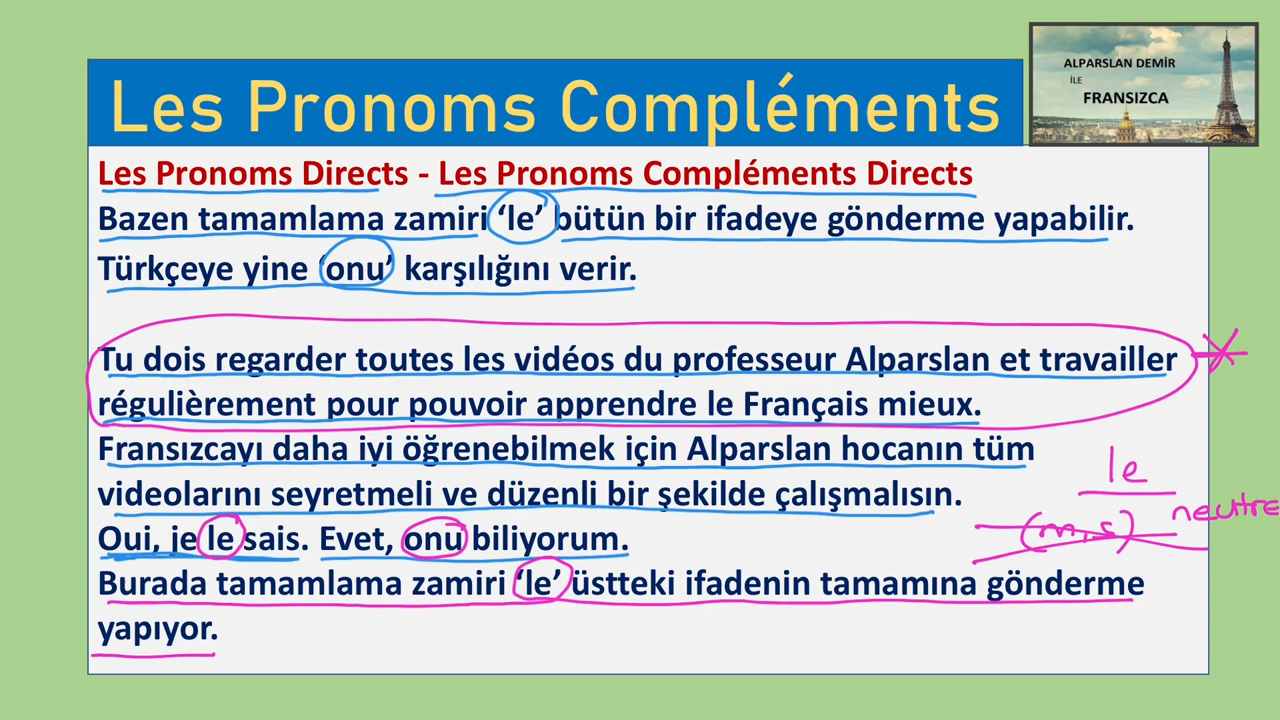 ALPARSLAN DEMİR
İLE
FRANSIZCA
Les Pronoms Compléments
Les Pronoms Directs - Les Pronoms Compléments Directs
Bazen tamamlama zamiri ‘le’ bütün bir ifadeye gönderme yapabilir.
Türkçeye yine ‘onu’ karşılığını verir.
Tu dois regarder toutes les vidéos du professeur Alparslan et travailler
régulièrement pour pouvoir apprendre le Français mieux.
Fransızcayı daha iyi öğrenebilmek için Alparslan hocanın tüm
videolarını seyretmeli ve düzenli bir şekilde çalışmalısın.
Oui, je le sais. Evet, onu biliyorum.
Burada tamamlama zamiri ‘le’ üstteki ifadenin tamamına gönderme
yapıyor.
le
(m,s) neutre